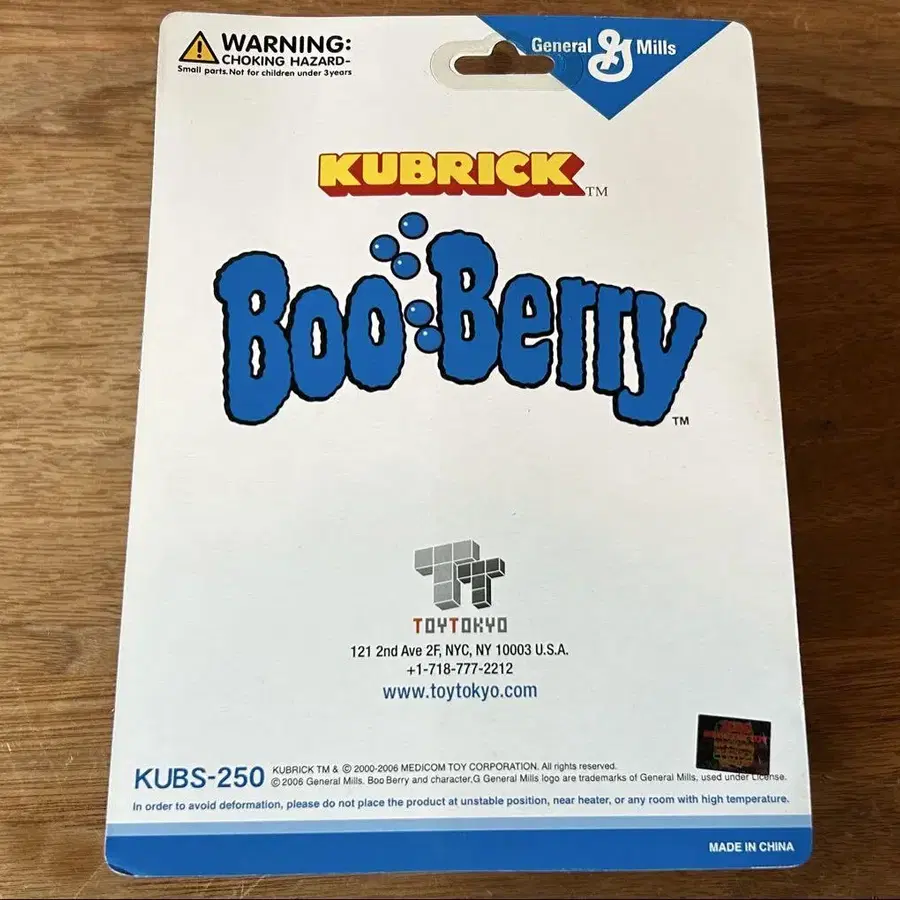 WARNING:
CHOKING HAZARD-
Small parts. Not for children under 3years
General Mills
KUBRICK TM
Boo Berry TM
TOYTOKYO
121 2nd Ave 2F, NYC, NY 10003 U.S.A.
+1-718-777-2212
www.toytokyo.com
KUBS-250
KUBRICK TM & © 2000-2006 MEDICOM TOY CORPORATION. All rights reserved.
© 2006 General Mills. Boo Berry and character,G General Mills logo are trademarks of General Mills, used under License.
In order to avoid deformation, please do not place the product at unstable position, near heater, or any room with high temperature.
MADE IN CHINA